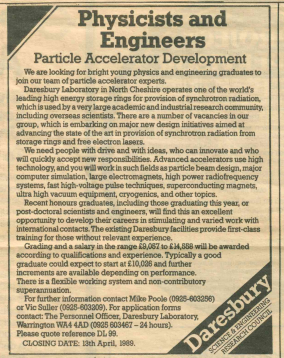 Physicists and
Engineers
Particle Accelerator Development
We are looking for bright young physics and engineering graduates to
join our team of particle accelerator experts.
Daresbury Laboratory in North Cheshire operates one of the world's
leading high energy storage rings for provision of synchrotron radiation,
which is used by a very large academic and industrial research community,
including overseas scientists. There are a number of vacancies in our
group, which is embarking on major new design initiatives aimed at
advancing the state of the art in provision of synchrotron radiation from
storage rings and free electron lasers.
We need people with drive and with ideas, who can innovate and who
will quickly accept new responsibilities. Advanced accelerators use high
technology, and you will work in such fields as particle beam design, major
computer simulation, large electromagnets, high power radiofrequency
systems, fast high-voltage pulse techniques, superconducting magnets,
ultra high vacuum equipment, cryogenics, and other topics.
Recent honours graduates, including those graduating this year, or
post-doctoral scientists and engineers, will find this an excellent
opportunity to develop their careers in stimulating and varied work with
international contacts. The existing Daresbury facilities provide first-class
training for those without relevant experience.
Grading and a salary in the range £9,067 to £14,558 will be awarded
according to qualifications and experience. Typically a good
graduate could expect to start at £10,026 and further
increments are available depending on performance.
There is a flexible working system and non-contributory
superannuation.
For further information contact Mike Poole (0925-603256)
or Vic Suller (0925-603209). For application forms
contact: The Personnel Officer, Daresbury Laboratory,
Warrington WA4 4AD (0925 603467 – 24 hours).
Please quote reference DL 99.
CLOSING DATE: 13th April, 1989.
Daresbury
SCIENCE & ENGINEERING
RESEARCH COUNCIL